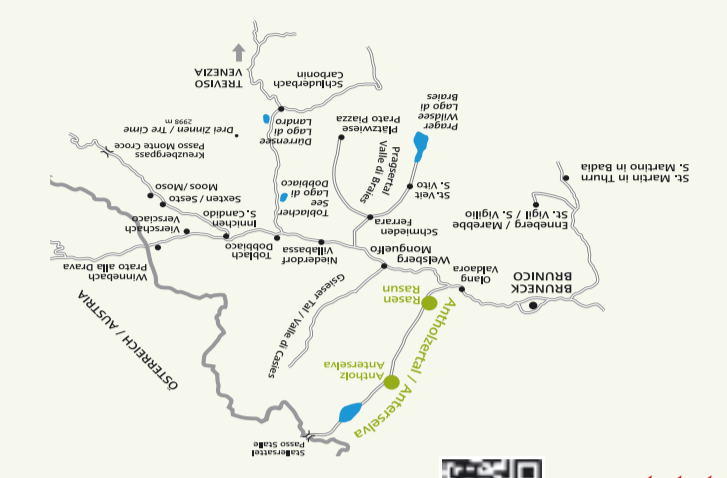 Stallersattel
Passo Stalle
Antholzertal / Anterselva
Antholz
Anterselva
Gsieser Tal / Valle di Casies
ÖSTERREICH / AUSTRIA
Rasen
Rasun
BRUNECK
BRUNICO
Olang
Valdaora
Welsberg
Monguelfo
Niederdorf
Villabassa
Toblach
Dobbiaco
Winnebach
Prato alla Drava
Vierschach
Versciaco
Innichen
S. Candido
Enneberg / Marebbe
St. Vigil / S. Vigilio
Schmieden
Ferrara
Toblacher
See
Lago di
Dobbiaco
Sexten / Sesto
Moos/Moso
St. Martin in Thurn
S. Martino in Badia
St. Veit
S. Vito
Pragsertal
Valle di Braies
Kreuzbergpass
Passo Monte Croce
Prager
Wildsee
Lago di
Braies
Plätzwiese
Prato Piazza
Dürrensee
Lago di
Landro
Drei Zinnen / Tre Cime
2998 m
Schluderbach
Carbonin
TREVISO
VENEZIA